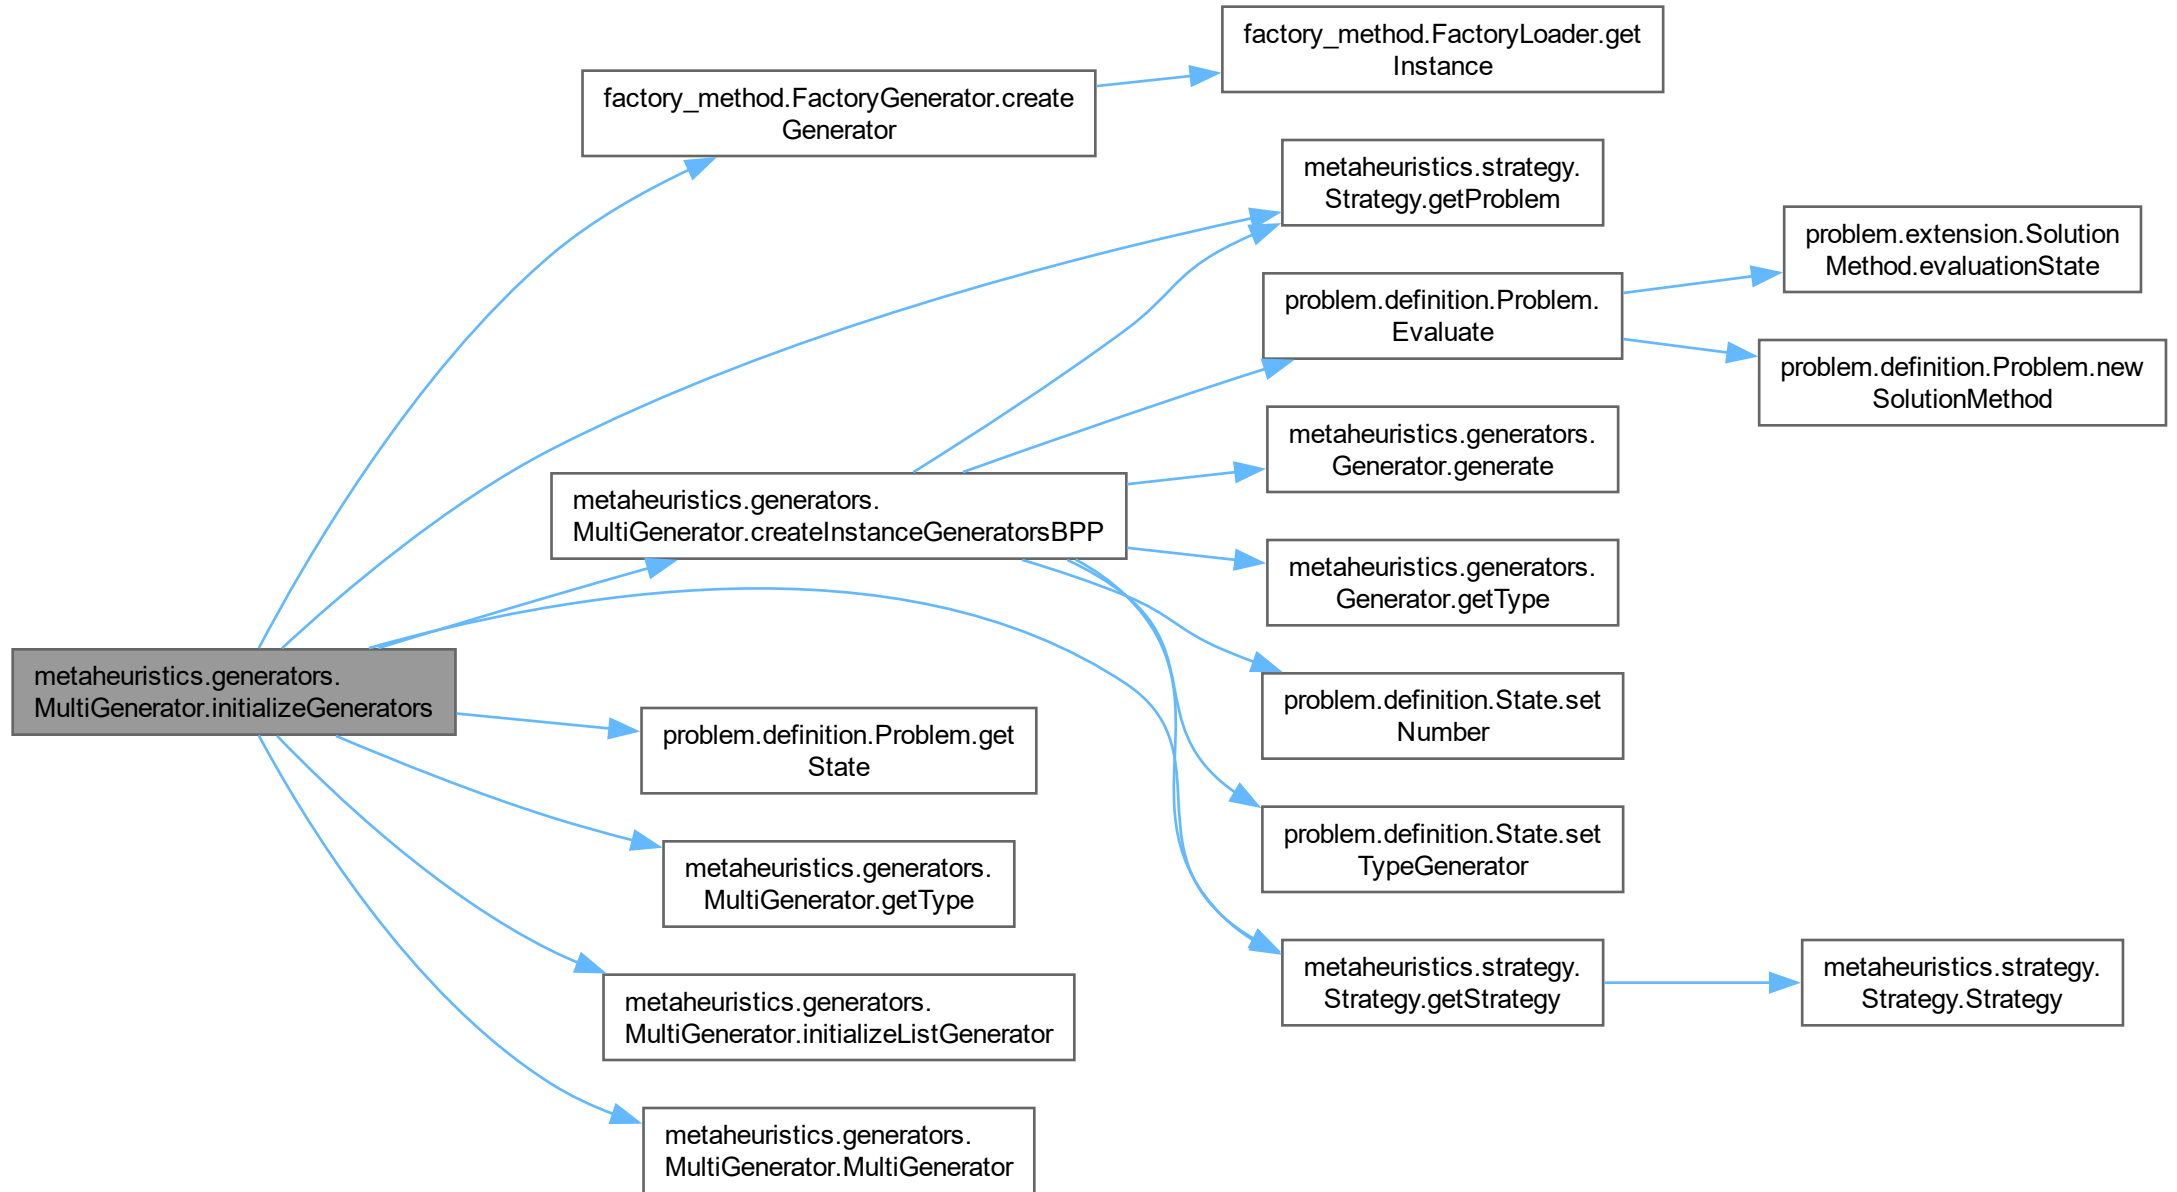 factory_method.FactoryLoader.get
Instance
factory_method.FactoryGenerator.create
Generator
metaheuristics.strategy.
Strategy.getProblem
problem.extension.Solution
Method.evaluationState
problem.definition.Problem.
Evaluate
problem.definition.Problem.new
SolutionMethod
metaheuristics.generators.
Generator.generate
metaheuristics.generators.
MultiGenerator.createInstanceGeneratorsBPP
metaheuristics.generators.
Generator.getType
metaheuristics.generators.
MultiGenerator.initializeGenerators
problem.definition.State.set
Number
problem.definition.Problem.get
State
problem.definition.State.set
TypeGenerator
metaheuristics.generators.
MultiGenerator.getType
metaheuristics.strategy.
Strategy.getStrategy
metaheuristics.strategy.
Strategy.Strategy
metaheuristics.generators.
MultiGenerator.initializeListGenerator
metaheuristics.generators.
MultiGenerator.MultiGenerator